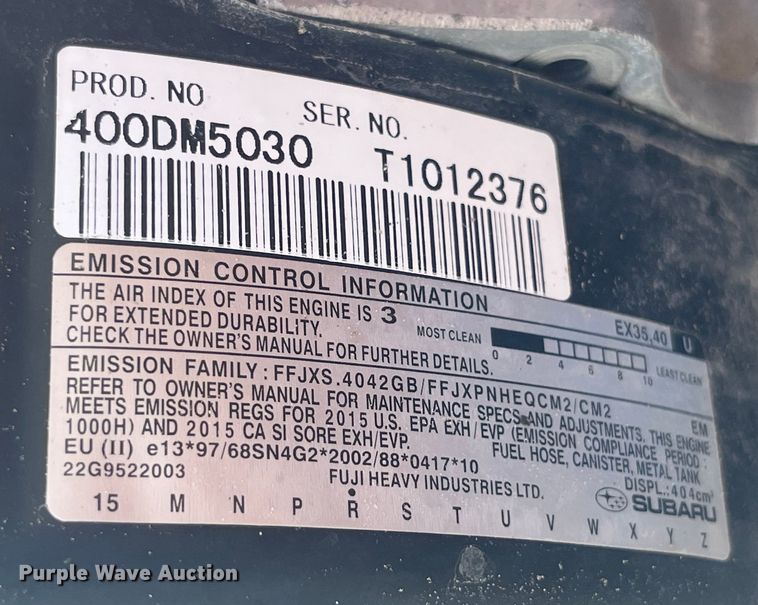 PROD. NO
SER. NO.
400DM5030
T1012376
EMISSION CONTROL INFORMATION
EX35,40 U
THE AIR INDEX OF THIS ENGINE IS 3
FOR EXTENDED DURABILITY.
CHECK THE OWNER'S MANUAL FOR FURTHER DETAILS.
MOST CLEAN
0 2 4 6 8 10
LEAST CLEAN
EMISSION FAMILY : FFJXS.4042GB/FFJXPNHEQCM2/CM2
EM
REFER TO OWNER'S MANUAL FOR MAINTENANCE SPECS AND ADJUSTMENTS. THIS ENGINE
MEETS EMISSION REGS FOR 2015 U.S. EPA EXH/EVP (EMISSION COMPLIANCE PERIOD :
1000H) AND 2015 CA SI SORE EXH/EVP.
FUEL HOSE, CANISTER, METAL TANK
EU (II) e13*97/68SN4G2*2002/88*0417*10
DISPL.:404cm³
22G9522003
FUJI HEAVY INDUSTRIES LTD.
SUBARU
15 M N P R S T U V W X Y Z
Purple Wave Auction